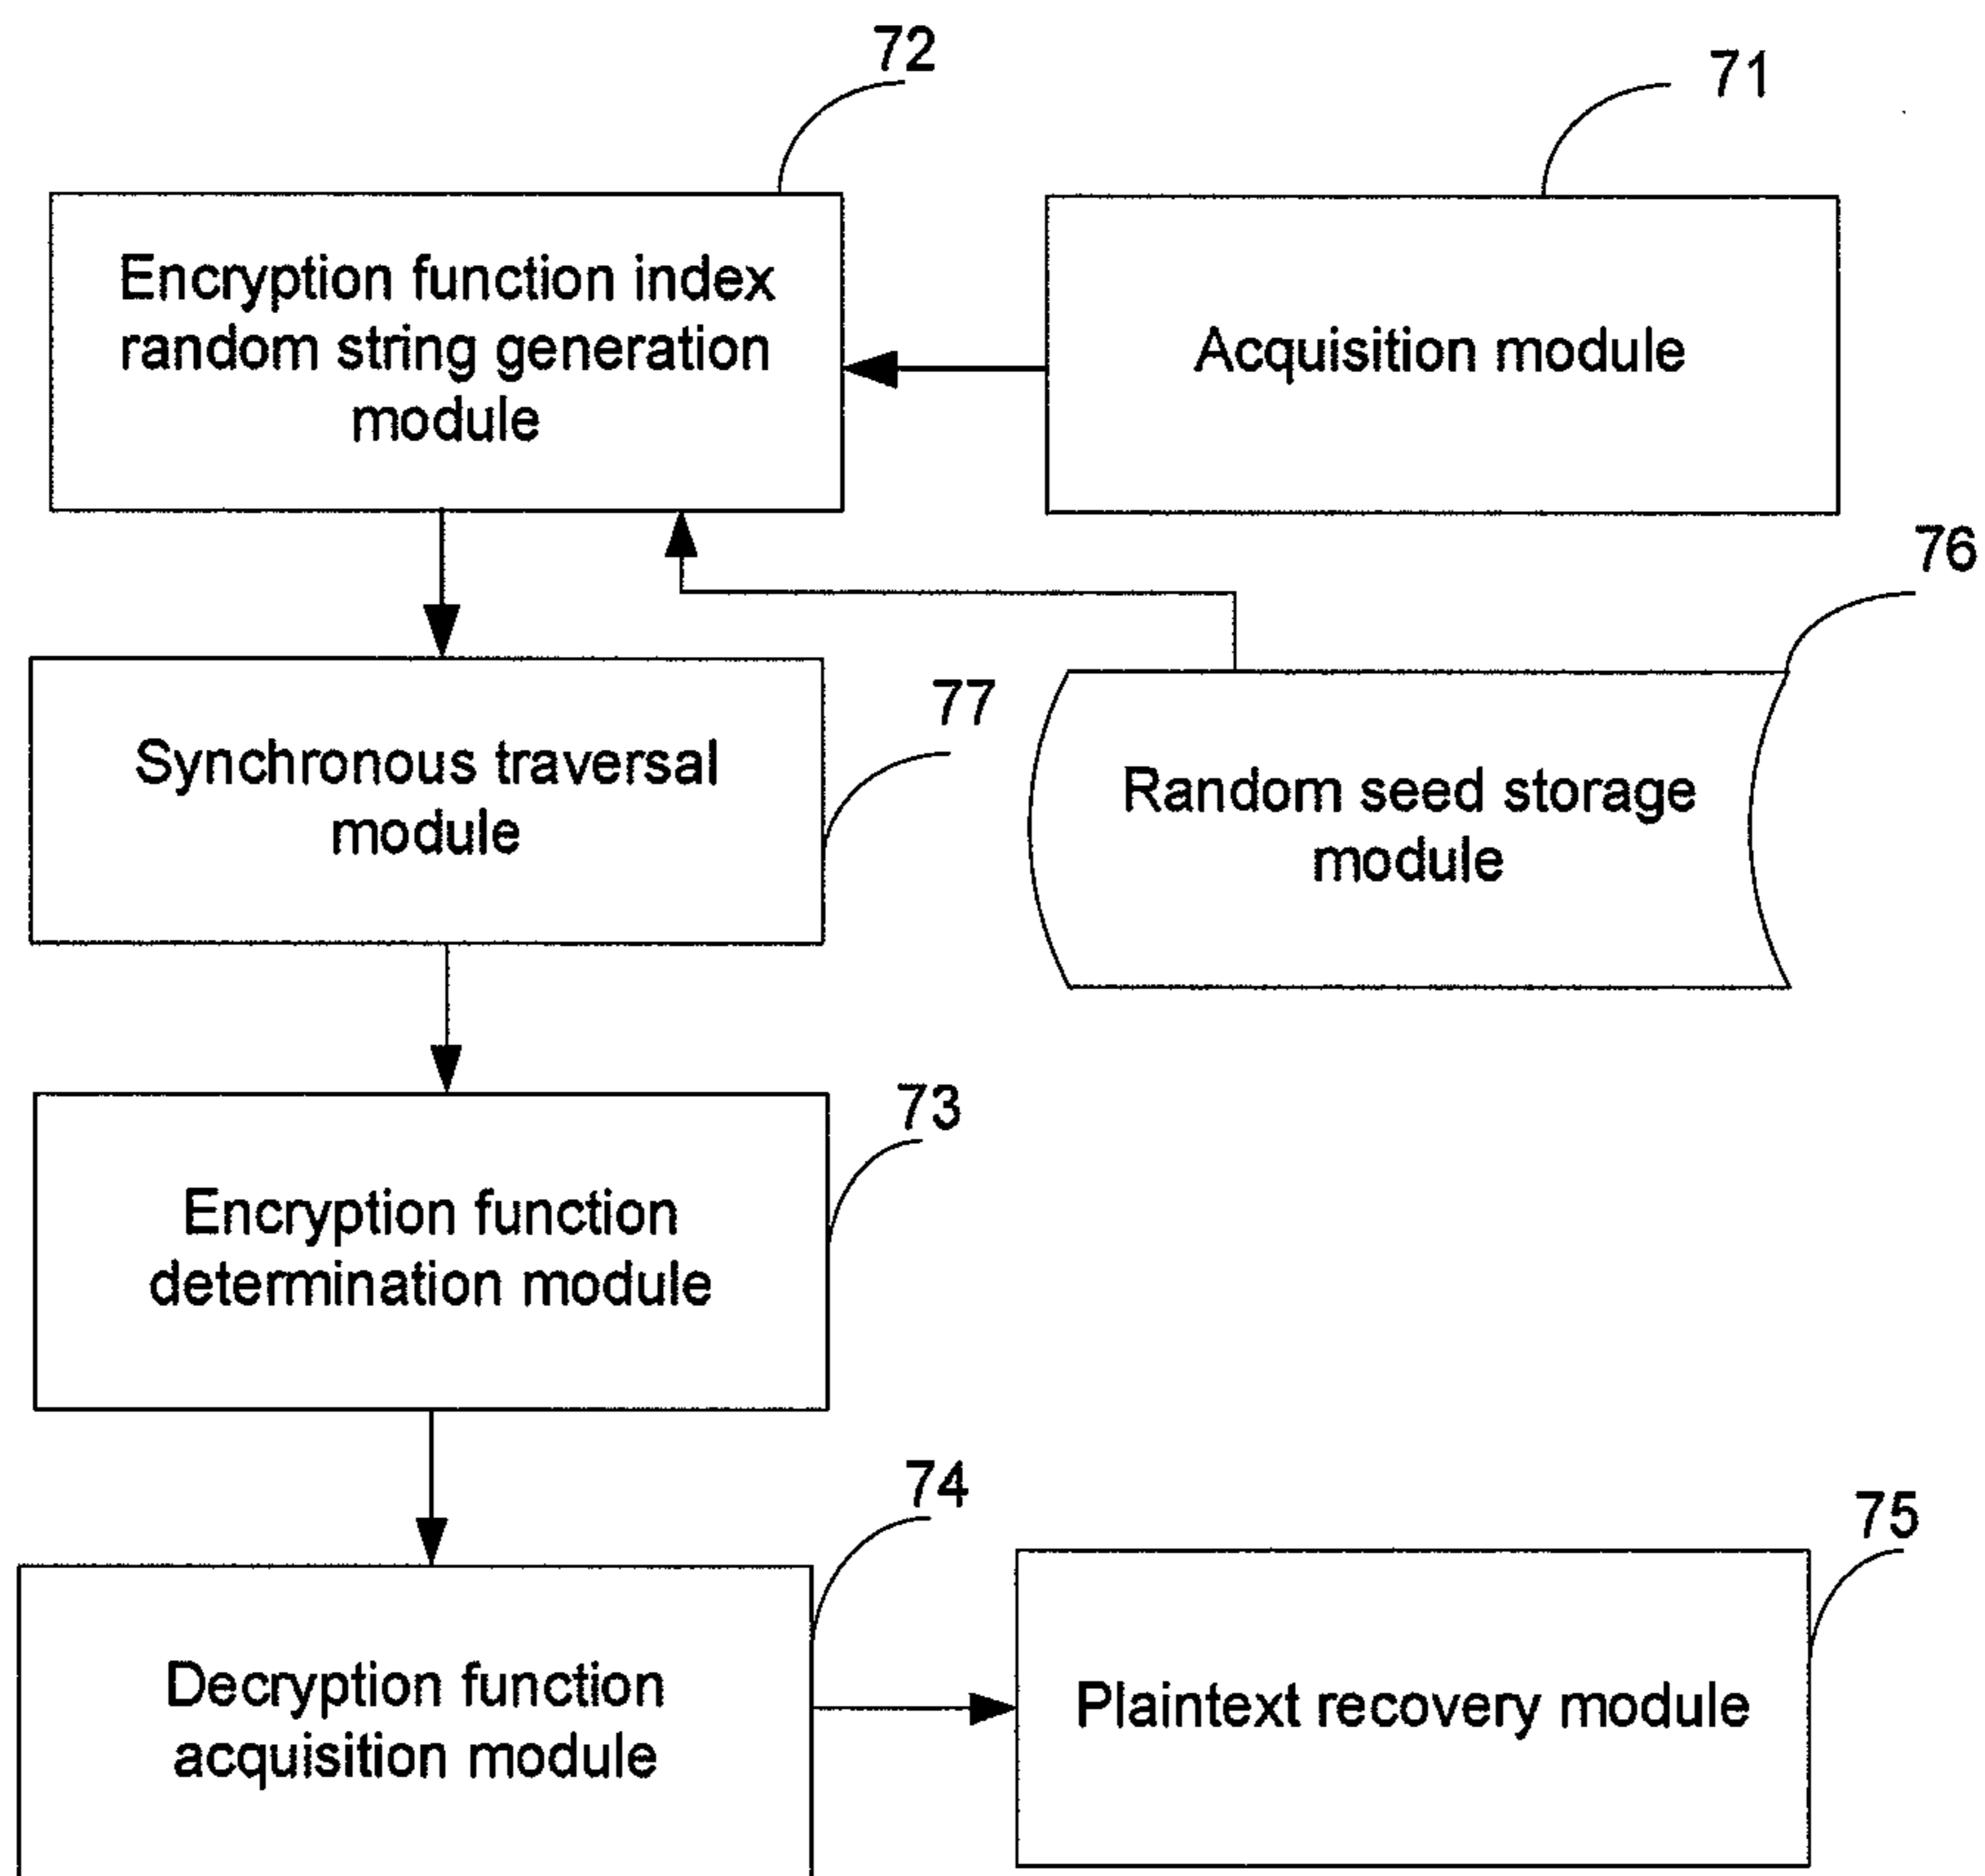 72
71
Encryption function index
random string generation
module
Acquisition module
76
77
Synchronous traversal
module
Random seed storage
module
73
Encryption function
determination module
74
75
Decryption function
acquisition module
Plaintext recovery module